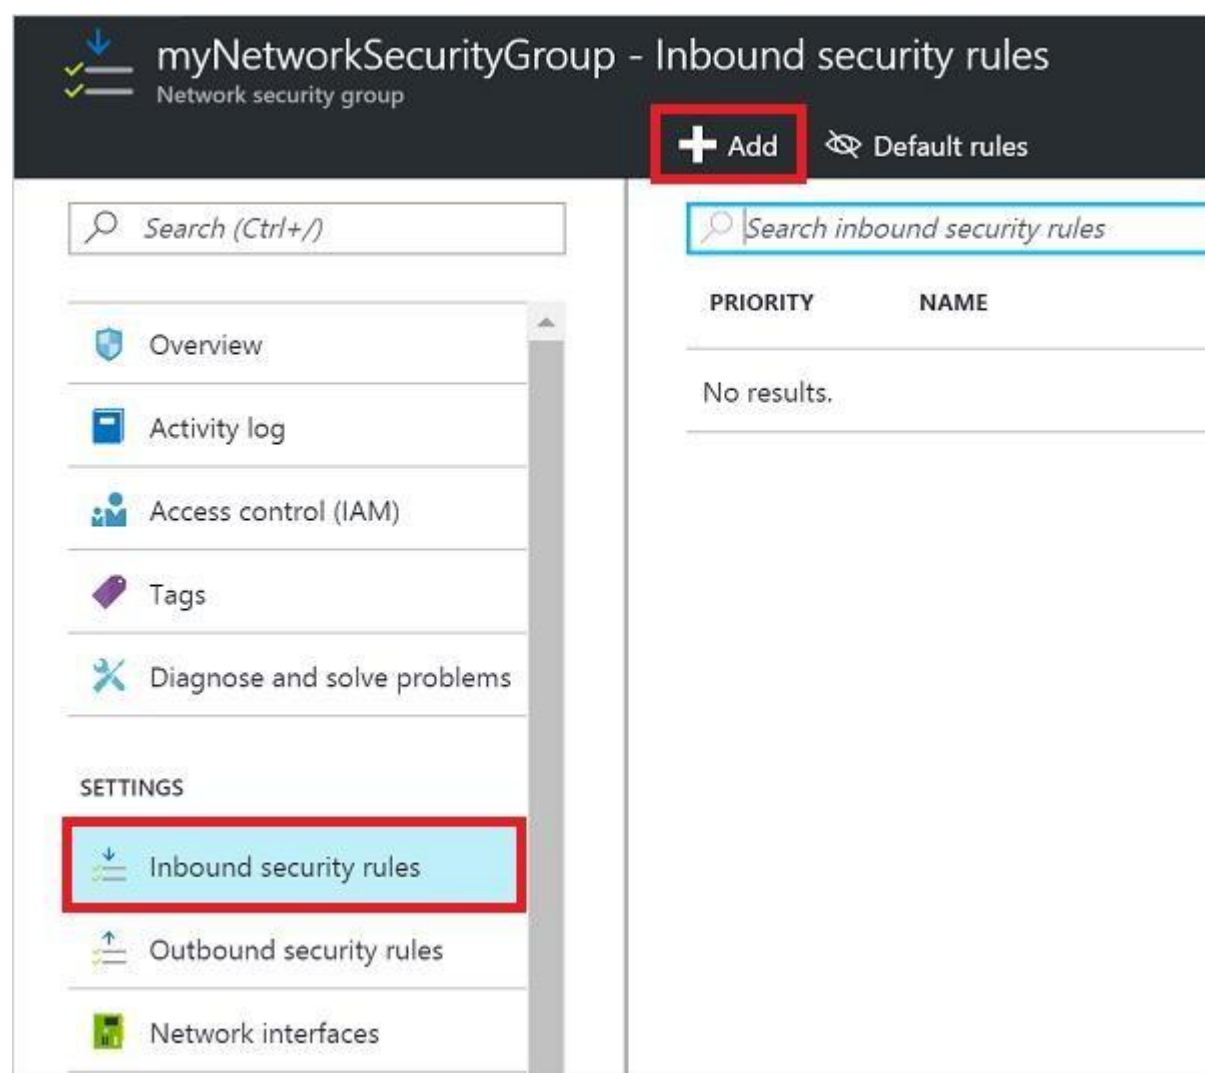 myNetworkSecurityGroup - Inbound security rules
Network security group
Add
Default rules
Search (Ctrl+/)
Search inbound security rules
PRIORITY NAME
Overview
No results.
Activity log
Access control (IAM)
Tags
Diagnose and solve problems
SETTINGS
Inbound security rules
Outbound security rules
Network interfaces